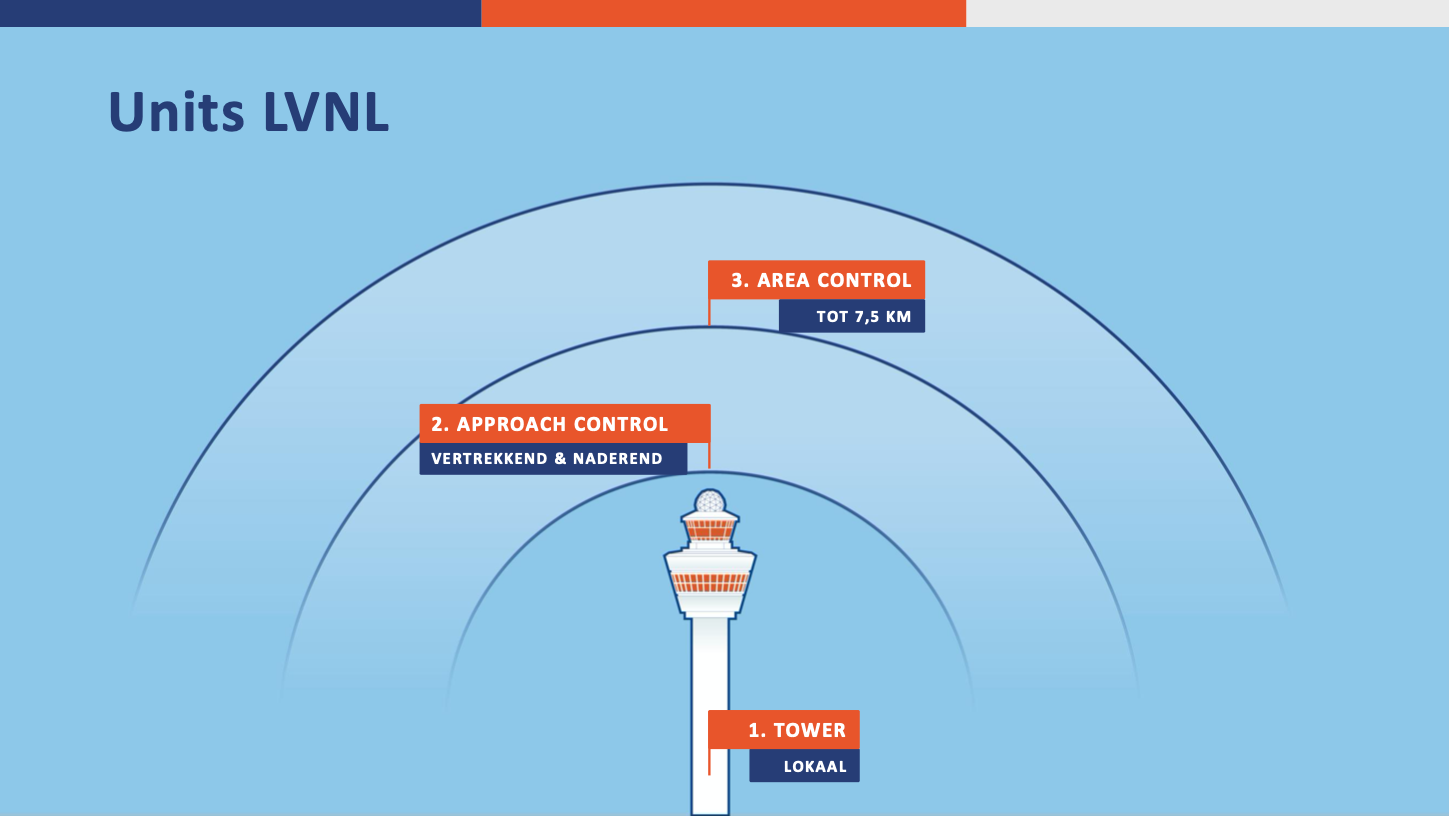 Units LVNL
3. AREA CONTROL
TOT 7,5 KM
2. APPROACH CONTROL
VERTREKKEND & NADEREND
1. TOWER
LOKAAL